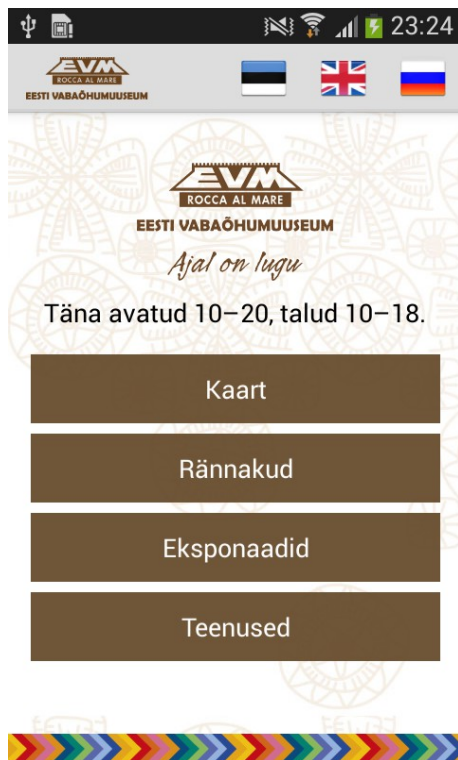 23:24
EVM
ROCCA AL MARE
EESTI VABAÕHUMUUSEUM
EVM
ROCCA AL MARE
EESTI VABAÕHUMUUSEUM
Ajal on lugu
Täna avatud 10–20, talud 10–18.
Kaart
Rännakud
Eksponaadid
Teenused